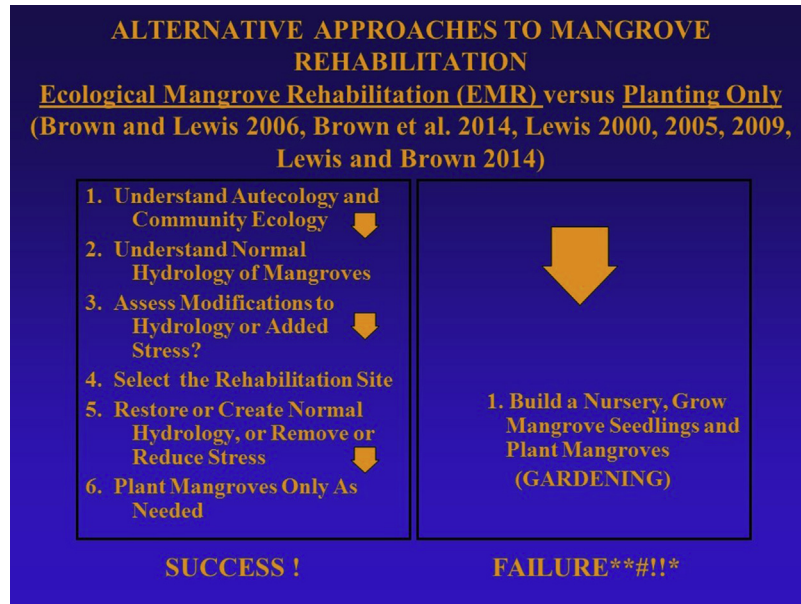 ALTERNATIVE APPROACHES TO MANGROVE
REHABILITATION
Ecological Mangrove Rehabilitation (EMR) versus Planting Only
(Brown and Lewis 2006, Brown et al. 2014, Lewis 2000, 2005, 2009,
Lewis and Brown 2014)
1. Understand Autecology and
Community Ecology
2. Understand Normal
Hydrology of Mangroves
3. Assess Modifications to
Hydrology or Added
Stress?
4. Select the Rehabilitation Site
5. Restore or Create Normal
Hydrology, or Remove or
Reduce Stress
6. Plant Mangroves Only As
Needed
SUCCESS !
1. Build a Nursery, Grow
Mangrove Seedlings and
Plant Mangroves
(GARDENING)
FAILURE**#!!*